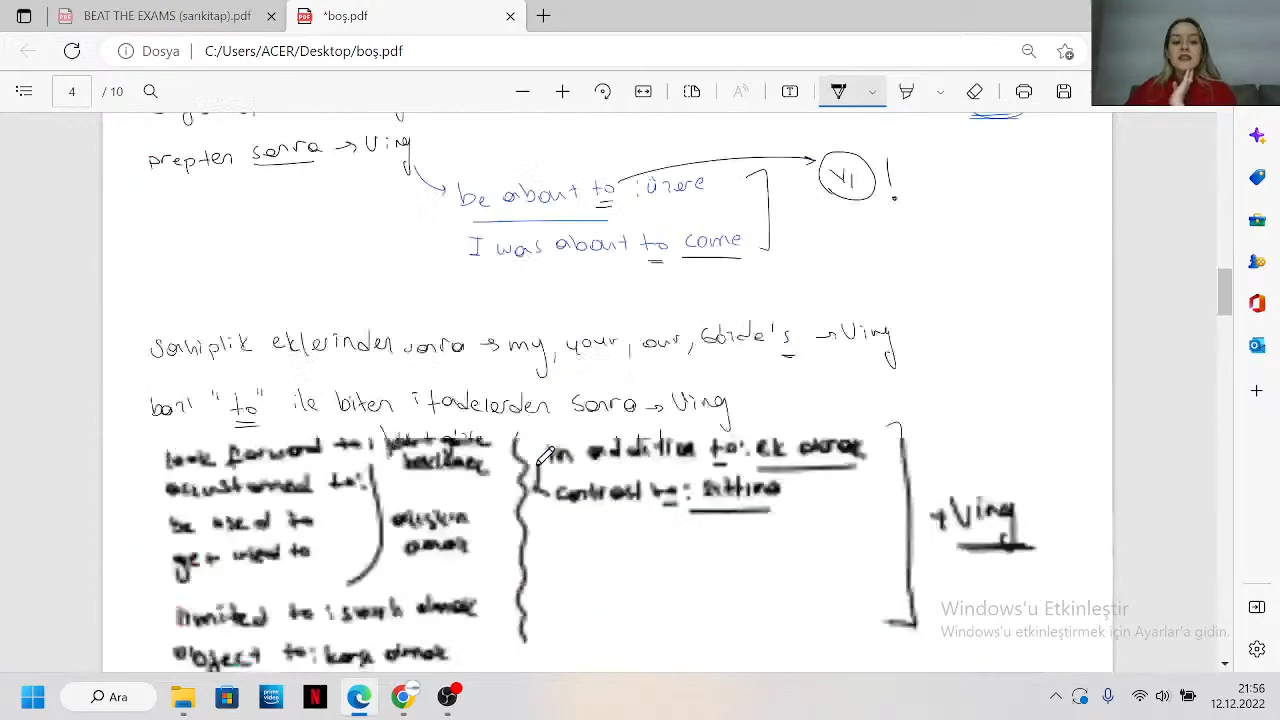 BEAT THE EXAMS (sarıkitap).pdf
*boş.pdf
Dosya
C:/Users/ACER/Desktop/boş.pdf
4 / 10
prepten sonra → Ving
be about to : üzere
V1 !
I was about to come
Sahiplik eklerinden sonra → my, your, our, Gözde's → Ving
bazı "to" ile biten ifadelerden sonra → Ving
look forward to:
beklemek
in addition to: ek olarak
accustomed to:
contrast to:
be used to
alışkın
+Ving
get used to
olmak
limited to : sınırlı olmak
object to: karşı olmak
Windows'u Etkinleştir
Windows'u etkinleştirmek için Ayarlar'a gidin.
Ara
prime video
N
21:56
12.12.2022